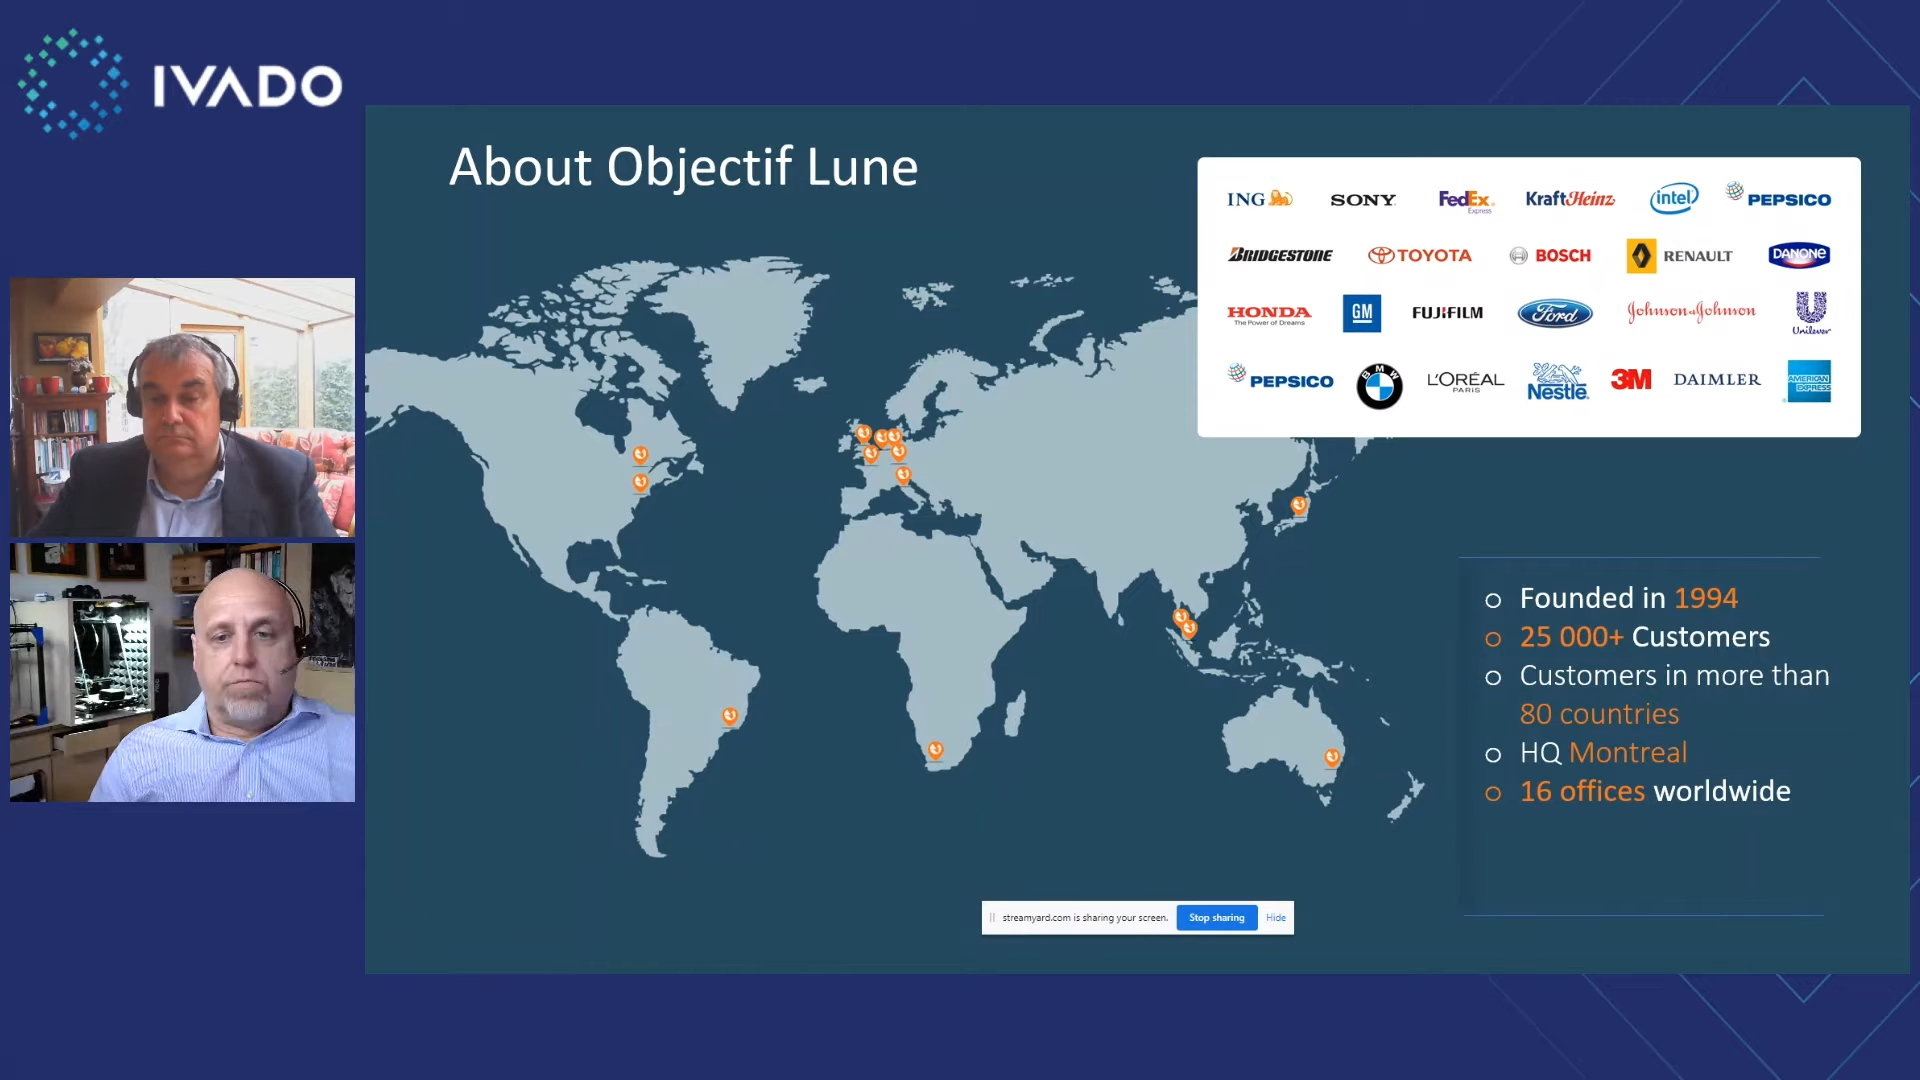 IVADO
About Objectif Lune
ING SONY FedEx Express KraftHeinz intel PEPSICO
BRIDGESTONE TOYOTA BOSCH RENAULT DANONE
HONDA The Power of Dreams GM FUJIFILM Ford Johnson & Johnson Unilever
PEPSICO BMW L'ORÉAL PARIS Nestlé 3M DAIMLER AMERICAN EXPRESS
Founded in 1994
25 000+ Customers
Customers in more than
80 countries
HQ Montreal
16 offices worldwide
streamyard.com is sharing your screen. Stop sharing Hide